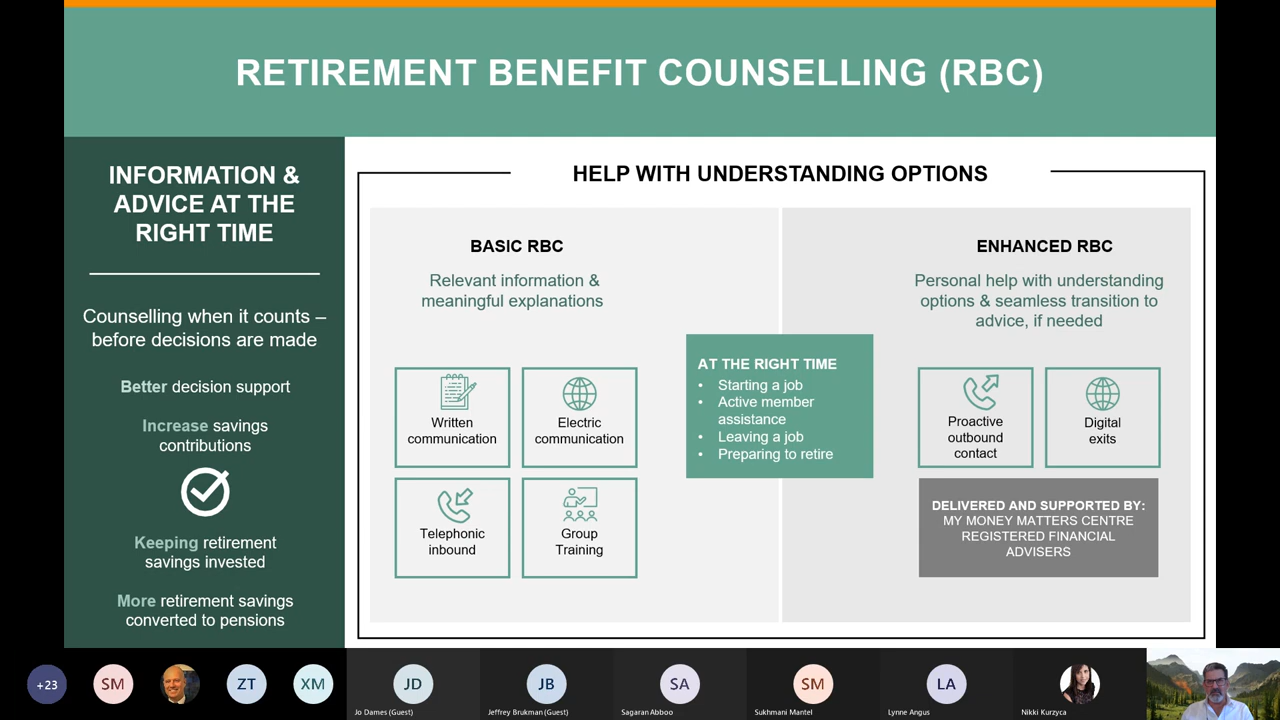 RETIREMENT BENEFIT COUNSELLING (RBC)
INFORMATION &
ADVICE AT THE
RIGHT TIME
Counselling when it counts –
before decisions are made
Better decision support
Increase savings
contributions
Keeping retirement
savings invested
More retirement savings
converted to pensions
HELP WITH UNDERSTANDING OPTIONS
BASIC RBC
Relevant information &
meaningful explanations
Written
communication
Electric
communication
Telephonic
inbound
Group
Training
AT THE RIGHT TIME
• Starting a job
• Active member
assistance
• Leaving a job
• Preparing to retire
ENHANCED RBC
Personal help with understanding
options & seamless transition to
advice, if needed
Proactive
outbound
contact
Digital
exits
DELIVERED AND SUPPORTED BY:
MY MONEY MATTERS CENTRE
REGISTERED FINANCIAL
ADVISERS
+23
SM
ZT
XM
JD
Jo Dames (Guest)
JB
Jeffrey Brukman (Guest)
SA
Sagaran Abboo
SM
Sukhmani Mantel
LA
Lynne Angus
Nikki Kurzyca